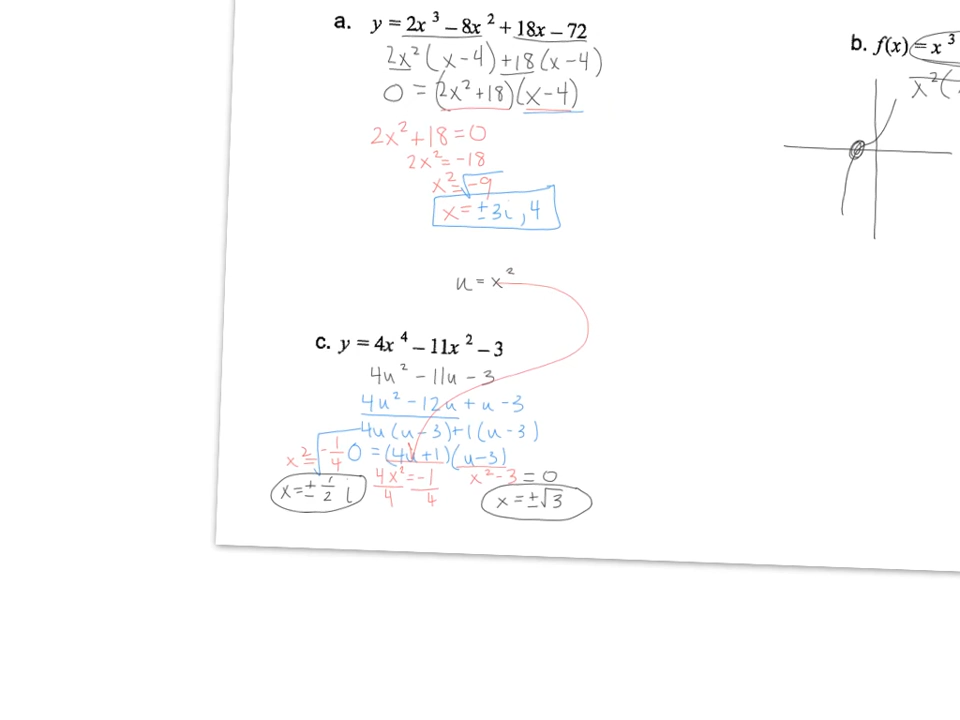 a. y = 2x³ – 8x² + 18x – 72
2x²(x-4) +18(x-4)
0 = (2x²+18)(x-4)
2x²+18=0
2x²=-18
x²=√-9
x=±3i,4
b. f(x) = x³
x²(
u = x²
c. y = 4x⁴ – 11x² – 3
4u² - 11u - 3
4u² - 12u + u - 3
4u(u-3)+1(u-3)
0 = (4u+1)(u-3)
x²=√-1/4
4x²=-1
4 4
x²-3=0
x=±1/2 i
x=±√3